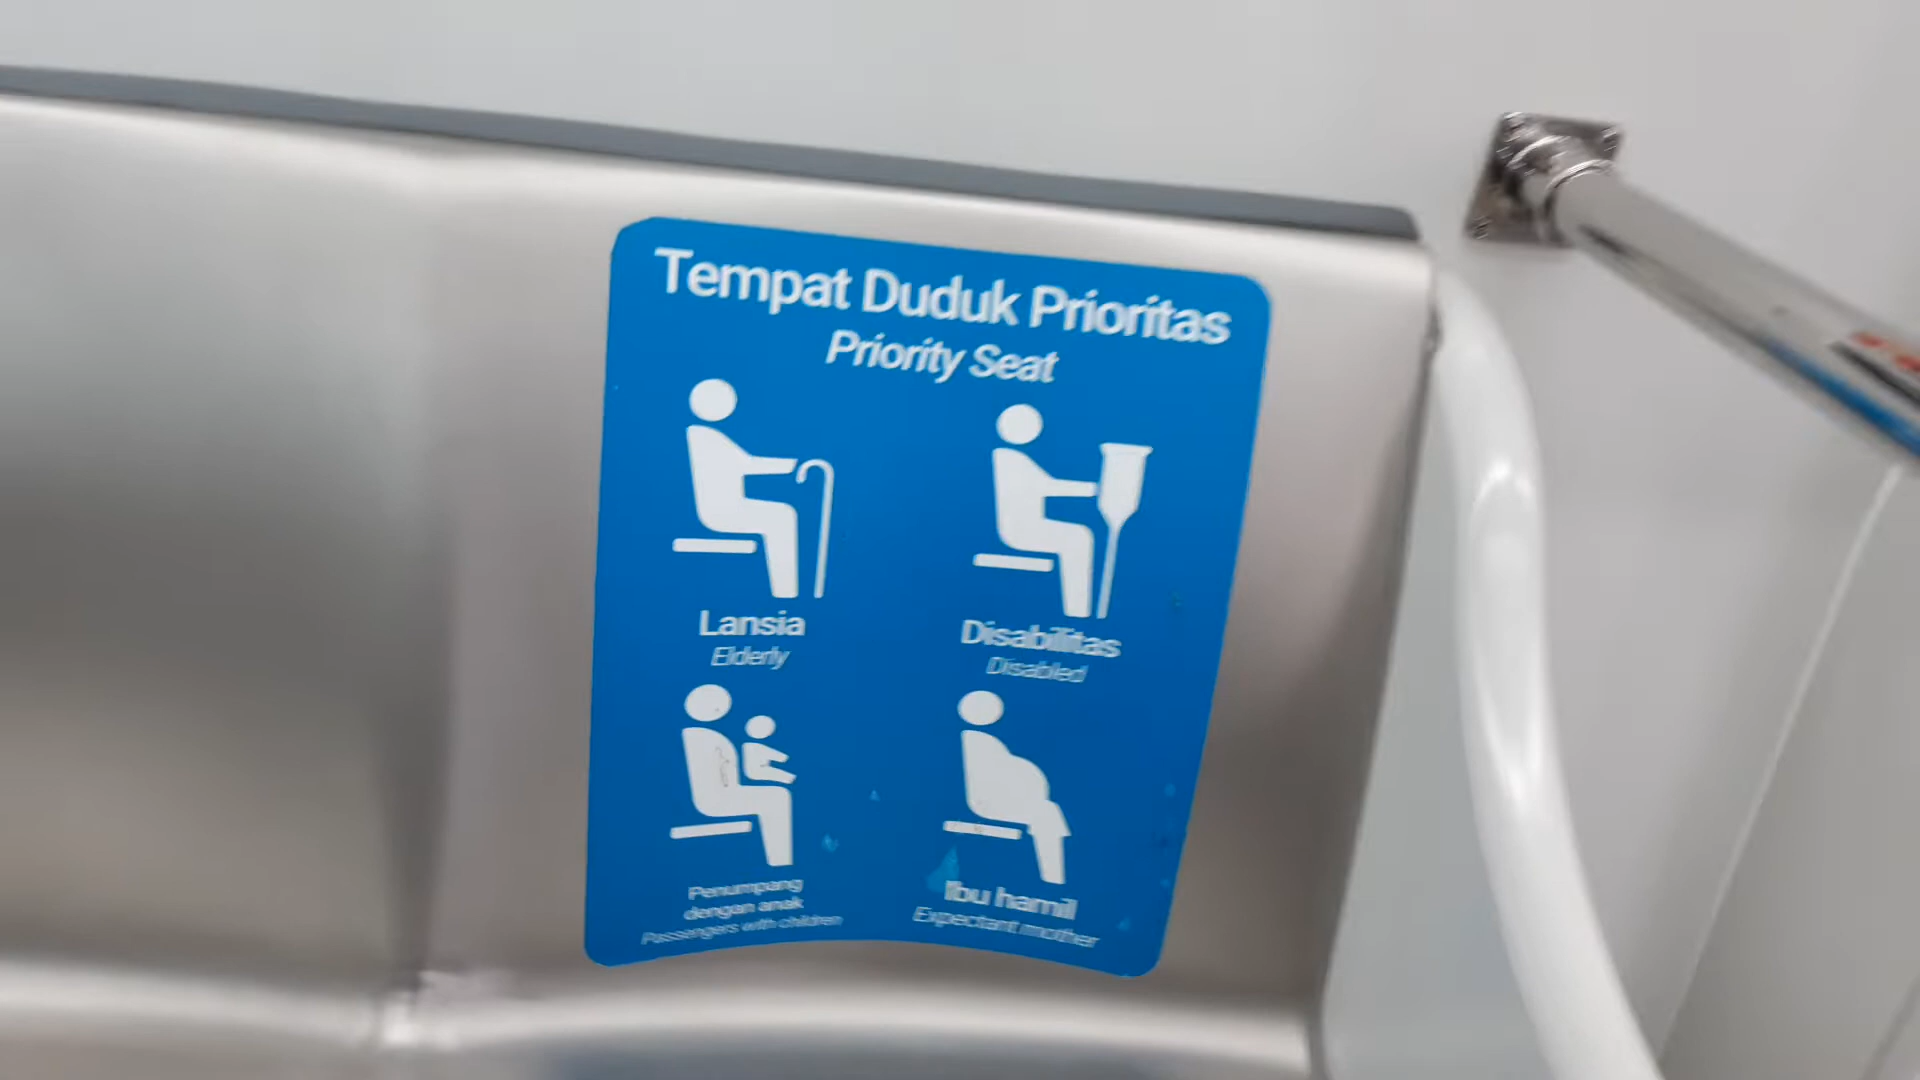 Tempat Duduk Prioritas
Priority Seat
Lansia
Elderly
Disabilitas
Disabled
Penumpang
dengan anak
Passengers with children
Ibu hamil
Expectant mother